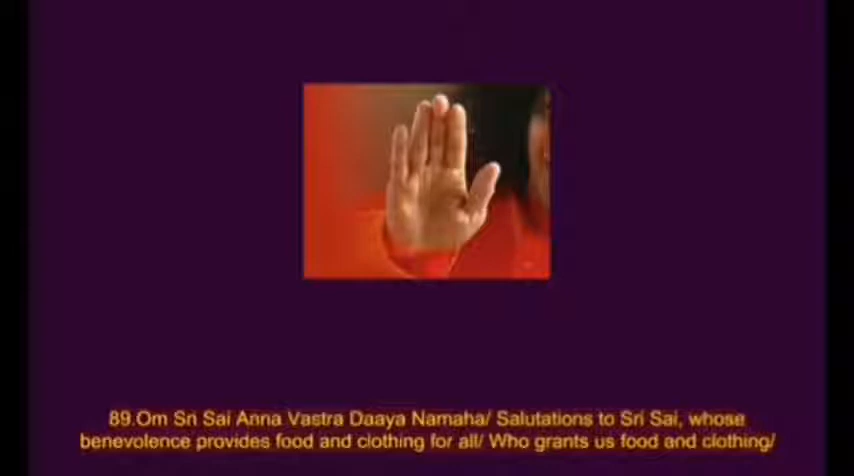 89.Om Sri Sai Anna Vastra Daaya Namaha/ Salutations to Sri Sai, whose
benevolence provides food and clothing for all/ Who grants us food and clothing/